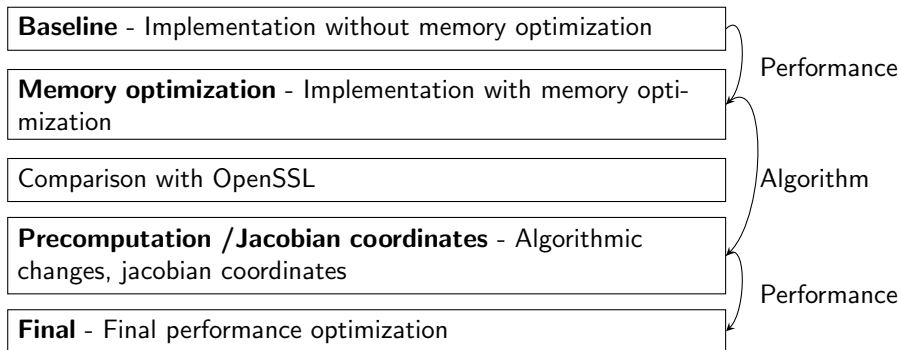 Baseline - Implementation without memory optimization
Performance
Memory optimization - Implementation with memory opti-
mization
Comparison with OpenSSL
Algorithm
Precomputation /Jacobian coordinates - Algorithmic
changes, jacobian coordinates
Performance
Final - Final performance optimization